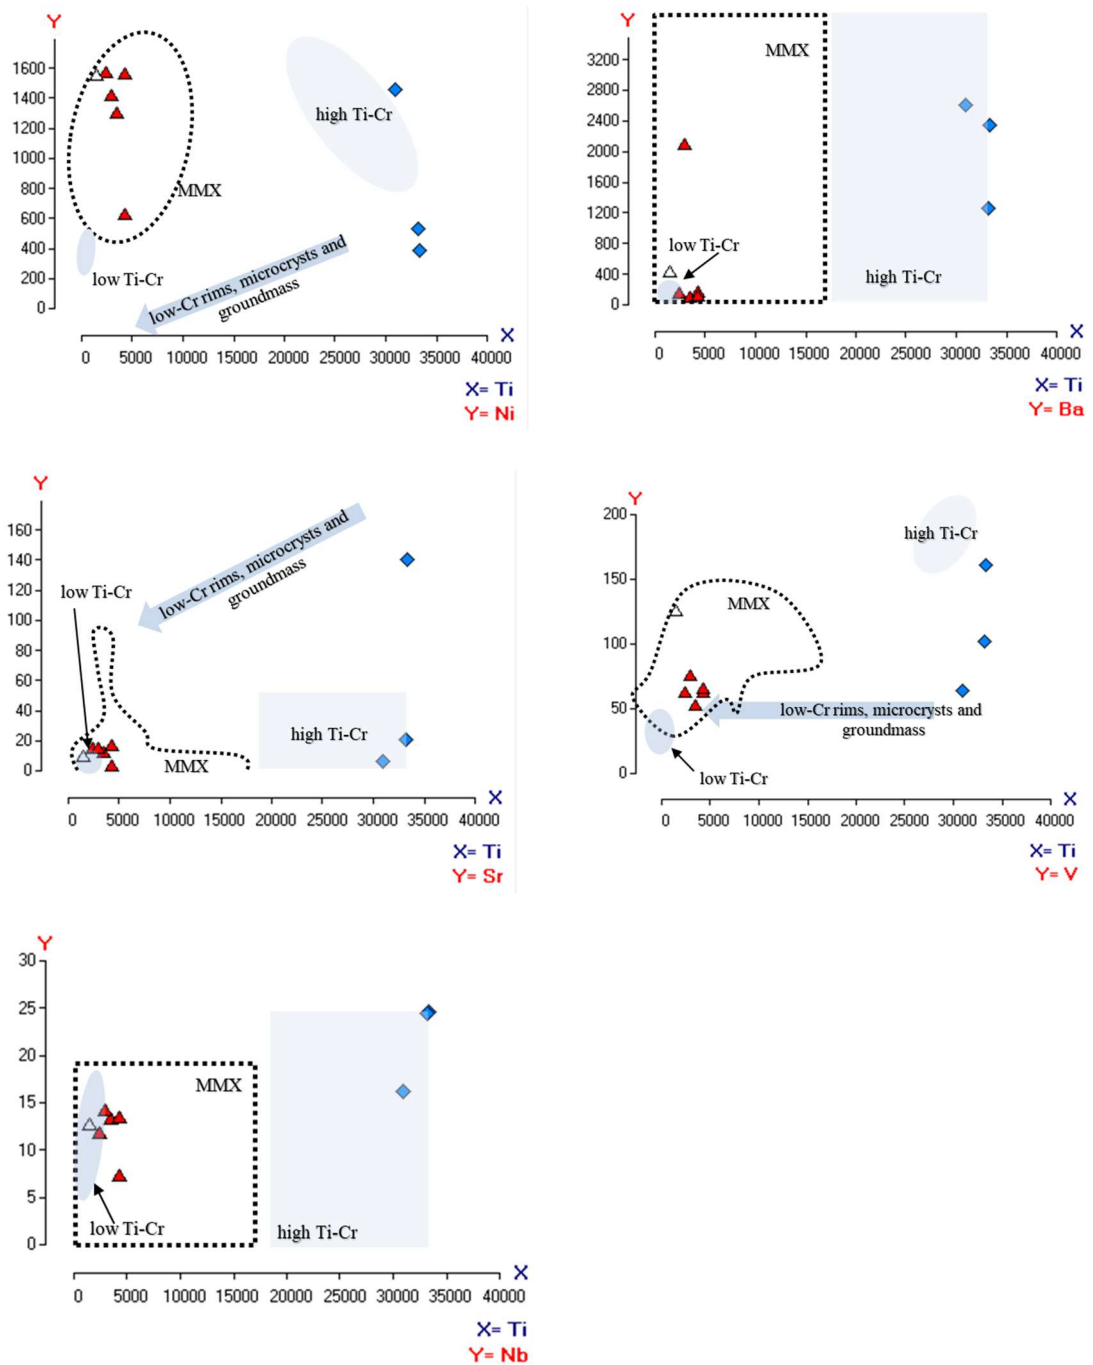 Y
1600
1400
1200
1000
800
600
400
200
0
high Ti-Cr
MMX
low Ti-Cr
low-Cr rims, microcrysts and
groundmass
0 5000 10000 15000 20000 25000 30000 35000 40000
X
X= Ti
Y= Ni
Y
3200
2800
2400
2000
1600
1200
800
400
0
MMX
low Ti-Cr
high Ti-Cr
0 5000 10000 15000 20000 25000 30000 35000 40000
X
X= Ti
Y= Ba
Y
160
140
120
100
80
60
40
20
0
low-Cr rims, microcrysts and
groundmass
low Ti-Cr
high Ti-Cr
MMX
0 5000 10000 15000 20000 25000 30000 35000 40000
X
X= Ti
Y= Sr
Y
200
150
100
50
0
high Ti-Cr
MMX
low-Cr rims, microcrysts and
groundmass
low Ti-Cr
0 5000 10000 15000 20000 25000 30000 35000 40000
X
X= Ti
Y= V
Y
30
25
20
15
10
5
0
MMX
low Ti-Cr
high Ti-Cr
0 5000 10000 15000 20000 25000 30000 35000 40000
X
X= Ti
Y= Nb